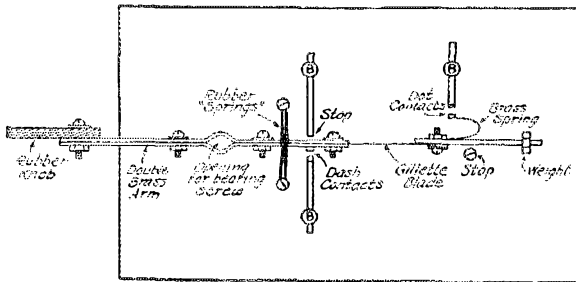 B
B
Rubber
"Springs"
Stop
Dot
Contacts
Brass
Spring
Rubber
Knob
Double
Brass
Arm
Opening
for bearing
Screw
Dash
Contacts
Gillette
Blade
Stop
Weight
B